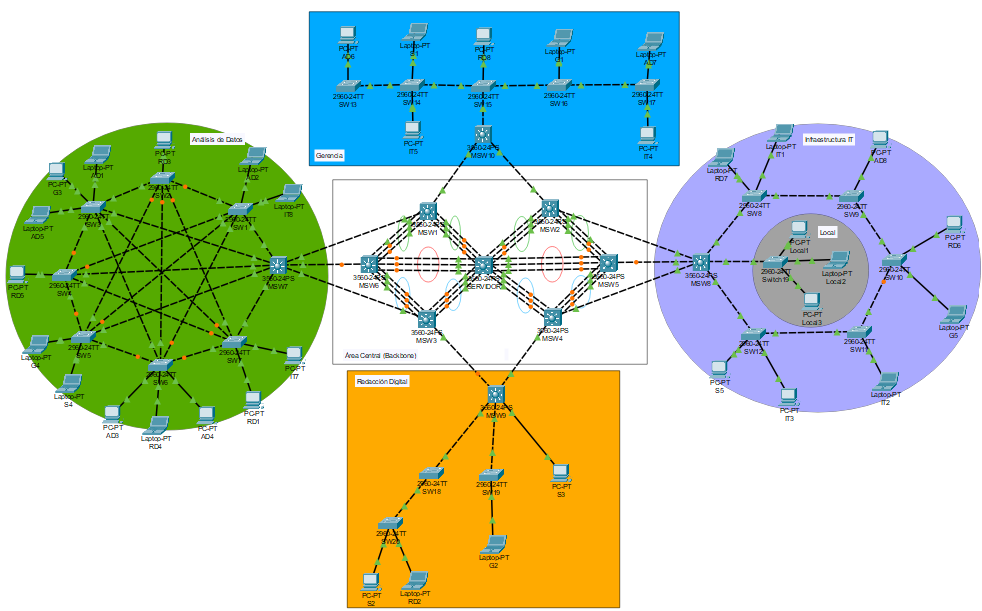 PC-PT
AD6
Laptop-PT
S1
PC-PT
RD8
Laptop-PT
G1
Laptop-PT
AD7
2960-24TT
SW13
2960-24TT
SW14
2960-24TT
SW15
2960-24TT
SW16
2960-24TT
SW17
PC-PT
IT5
PC-PT
IT4
Gerencia
3560-24PS
MSW10
Análisis de Datos
PC-PT
RD3
Laptop-PT
AD1
Laptop-PT
AD2
PC-PT
G3
Laptop-PT
IT8
Laptop-PT
AD5
PC-PT
RD5
2960-24TT
2960-24TT
2960-24TT
SW1
2960-24TT
2960-24TT
SW5
2960-24TT
SW6
2960-24TT
3560-24PS
MSW7
Laptop-PT
G4
Laptop-PT
S4
PC-PT
AD3
Laptop-PT
RD4
PC-PT
AD4
PC-PT
RD1
PC-PT
IT7
3560-24PS
MSW1
3560-24PS
MSW2
3560-24PS
MSW6
3560-24PS
SERVIDOR
3560-24PS
MSW5
3560-24PS
MSW3
3560-24PS
MSW4
Área Central (Backbone)
Infraestructura IT
Laptop-PT
IT1
PC-PT
AD8
Laptop-PT
RD7
2960-24TT
SW8
2960-24TT
SW9
Local
PC-PT
Local1
PC-PT
RD6
3560-24PS
MSW8
2960-24TT
Switch19
Laptop-PT
Local2
2960-24TT
SW10
PC-PT
Local3
Laptop-PT
G5
2960-24TT
SW12
2960-24TT
SW11
PC-PT
S5
PC-PT
IT3
Laptop-PT
IT2
Redacción Digital
3560-24PS
MSW9
2960-24TT
SW18
2960-24TT
SW19
PC-PT
S3
2960-24TT
SW20
Laptop-PT
G2
PC-PT
S2
Laptop-PT
RD2